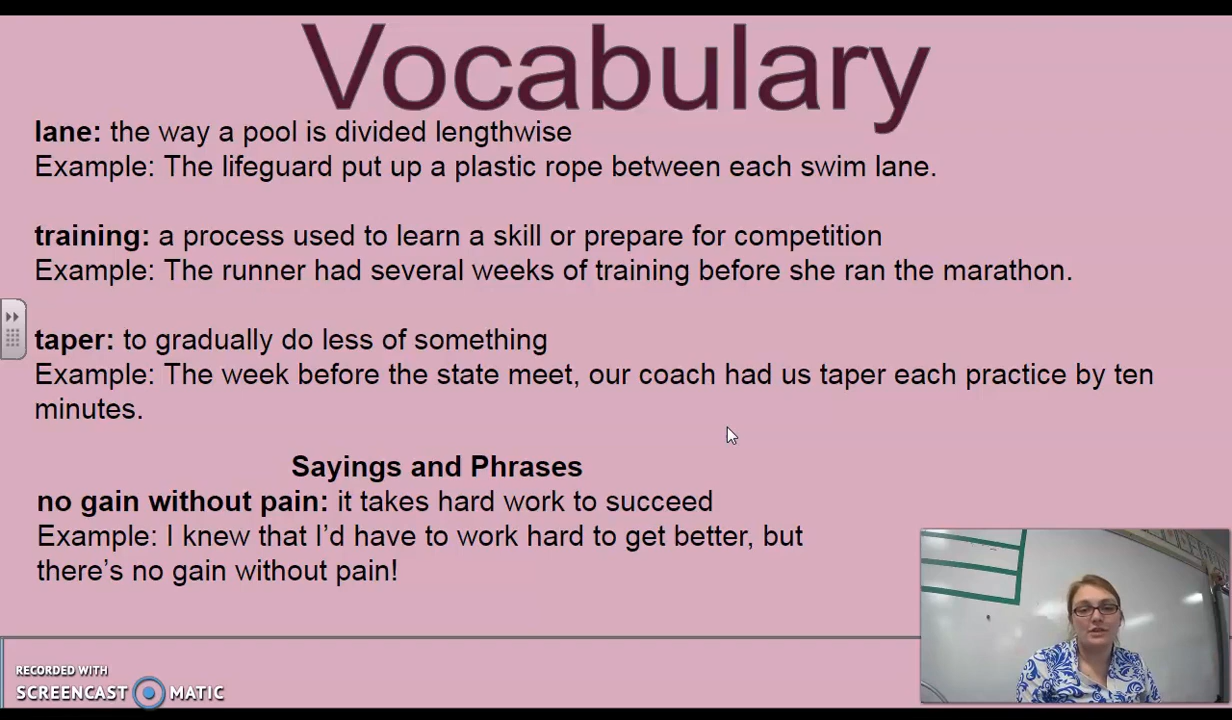 Vocabulary
lane: the way a pool is divided lengthwise
Example: The lifeguard put up a plastic rope between each swim lane.
training: a process used to learn a skill or prepare for competition
Example: The runner had several weeks of training before she ran the marathon.
taper: to gradually do less of something
Example: The week before the state meet, our coach had us taper each practice by ten
minutes.
Sayings and Phrases
no gain without pain: it takes hard work to succeed
Example: I knew that I’d have to work hard to get better, but
there’s no gain without pain!
RECORDED WITH
SCREENCAST MATIC